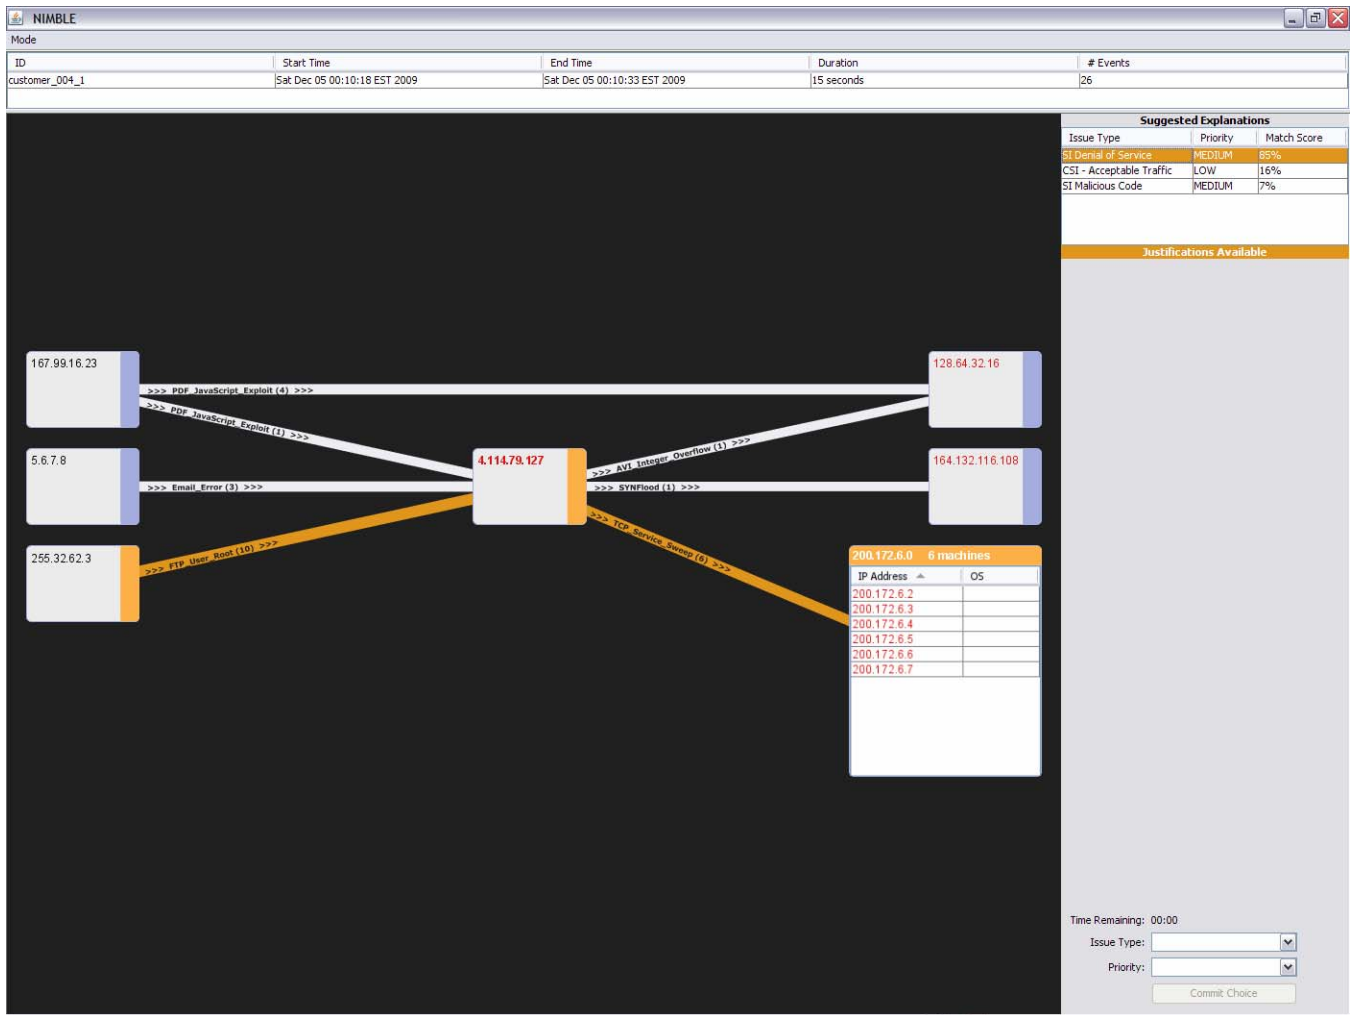 NIMBLE
Mode
ID Start Time End Time Duration # Events
customer_004_1 Sat Dec 05 00:10:18 EST 2009 Sat Dec 05 00:10:33 EST 2009 15 seconds 26
Suggested Explanations
Issue Type Priority Match Score
SI Denial of Service MEDIUM 85%
CSI - Acceptable Traffic LOW 16%
SI Malicious Code MEDIUM 7%
Justifications Available
167.99.16.23
>>> PDF_JavaScript_Exploit (4) >>>
>>> PDF_JavaScript_Exploit (1) >>>
128.64.32.16
5.6.7.8
>>> Email_Error (3) >>>
4.114.79.127
>>> AVI_Integer_Overflow (1) >>>
>>> SYNFlood (1) >>>
164.132.116.108
255.32.62.3
>>> FTP_User_Root (10) >>>
>>> TCP_Service_Sweep (6) >>>
200.172.6.0 6 machines
IP Address OS
200.172.6.2
200.172.6.3
200.172.6.4
200.172.6.5
200.172.6.6
200.172.6.7
Time Remaining: 00:00
Issue Type:
Priority:
Commit Choice